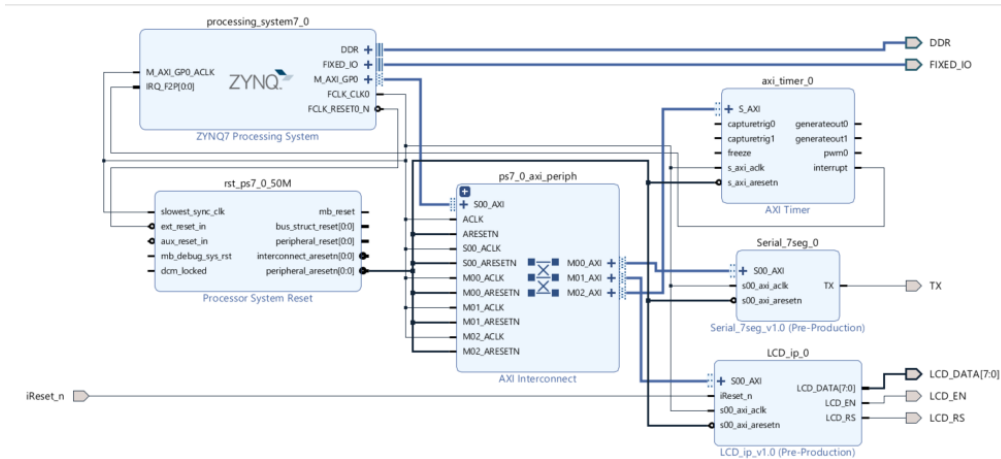 processing_system7_0
DDR
FIXED_IO
M_AXI_GP0
FCLK_CLK0
FCLK_RESET0_N
M_AXI_GP0_ACLK
IRQ_F2P[0:0]
ZYNQ
ZYNQ7 Processing System
DDR
FIXED_IO
axi_timer_0
S_AXI
capturetrig0
capturetrig1
freeze
s_axi_aclk
s_axi_aresetn
generateout0
generateout1
pwm0
interrupt
AXI Timer
rst_ps7_0_50M
slowest_sync_clk
ext_reset_in
aux_reset_in
mb_debug_sys_rst
dcm_locked
mb_reset
bus_struct_reset[0:0]
peripheral_reset[0:0]
interconnect_aresetn[0:0]
peripheral_aresetn[0:0]
Processor System Reset
ps7_0_axi_periph
S00_AXI
ACLK
ARESETN
S00_ACLK
S00_ARESETN
M00_ACLK
M00_ARESETN
M01_ACLK
M01_ARESETN
M02_ACLK
M02_ARESETN
M00_AXI
M01_AXI
M02_AXI
AXI Interconnect
Serial_7seg_0
S00_AXI
s00_axi_aclk
s00_axi_aresetn
TX
Serial_7seg_v1.0 (Pre-Production)
TX
LCD_ip_0
S00_AXI
iReset_n
s00_axi_aclk
s00_axi_aresetn
LCD_DATA[7:0]
LCD_EN
LCD_RS
LCD_ip_v1.0 (Pre-Production)
LCD_DATA[7:0]
LCD_EN
LCD_RS
iReset_n